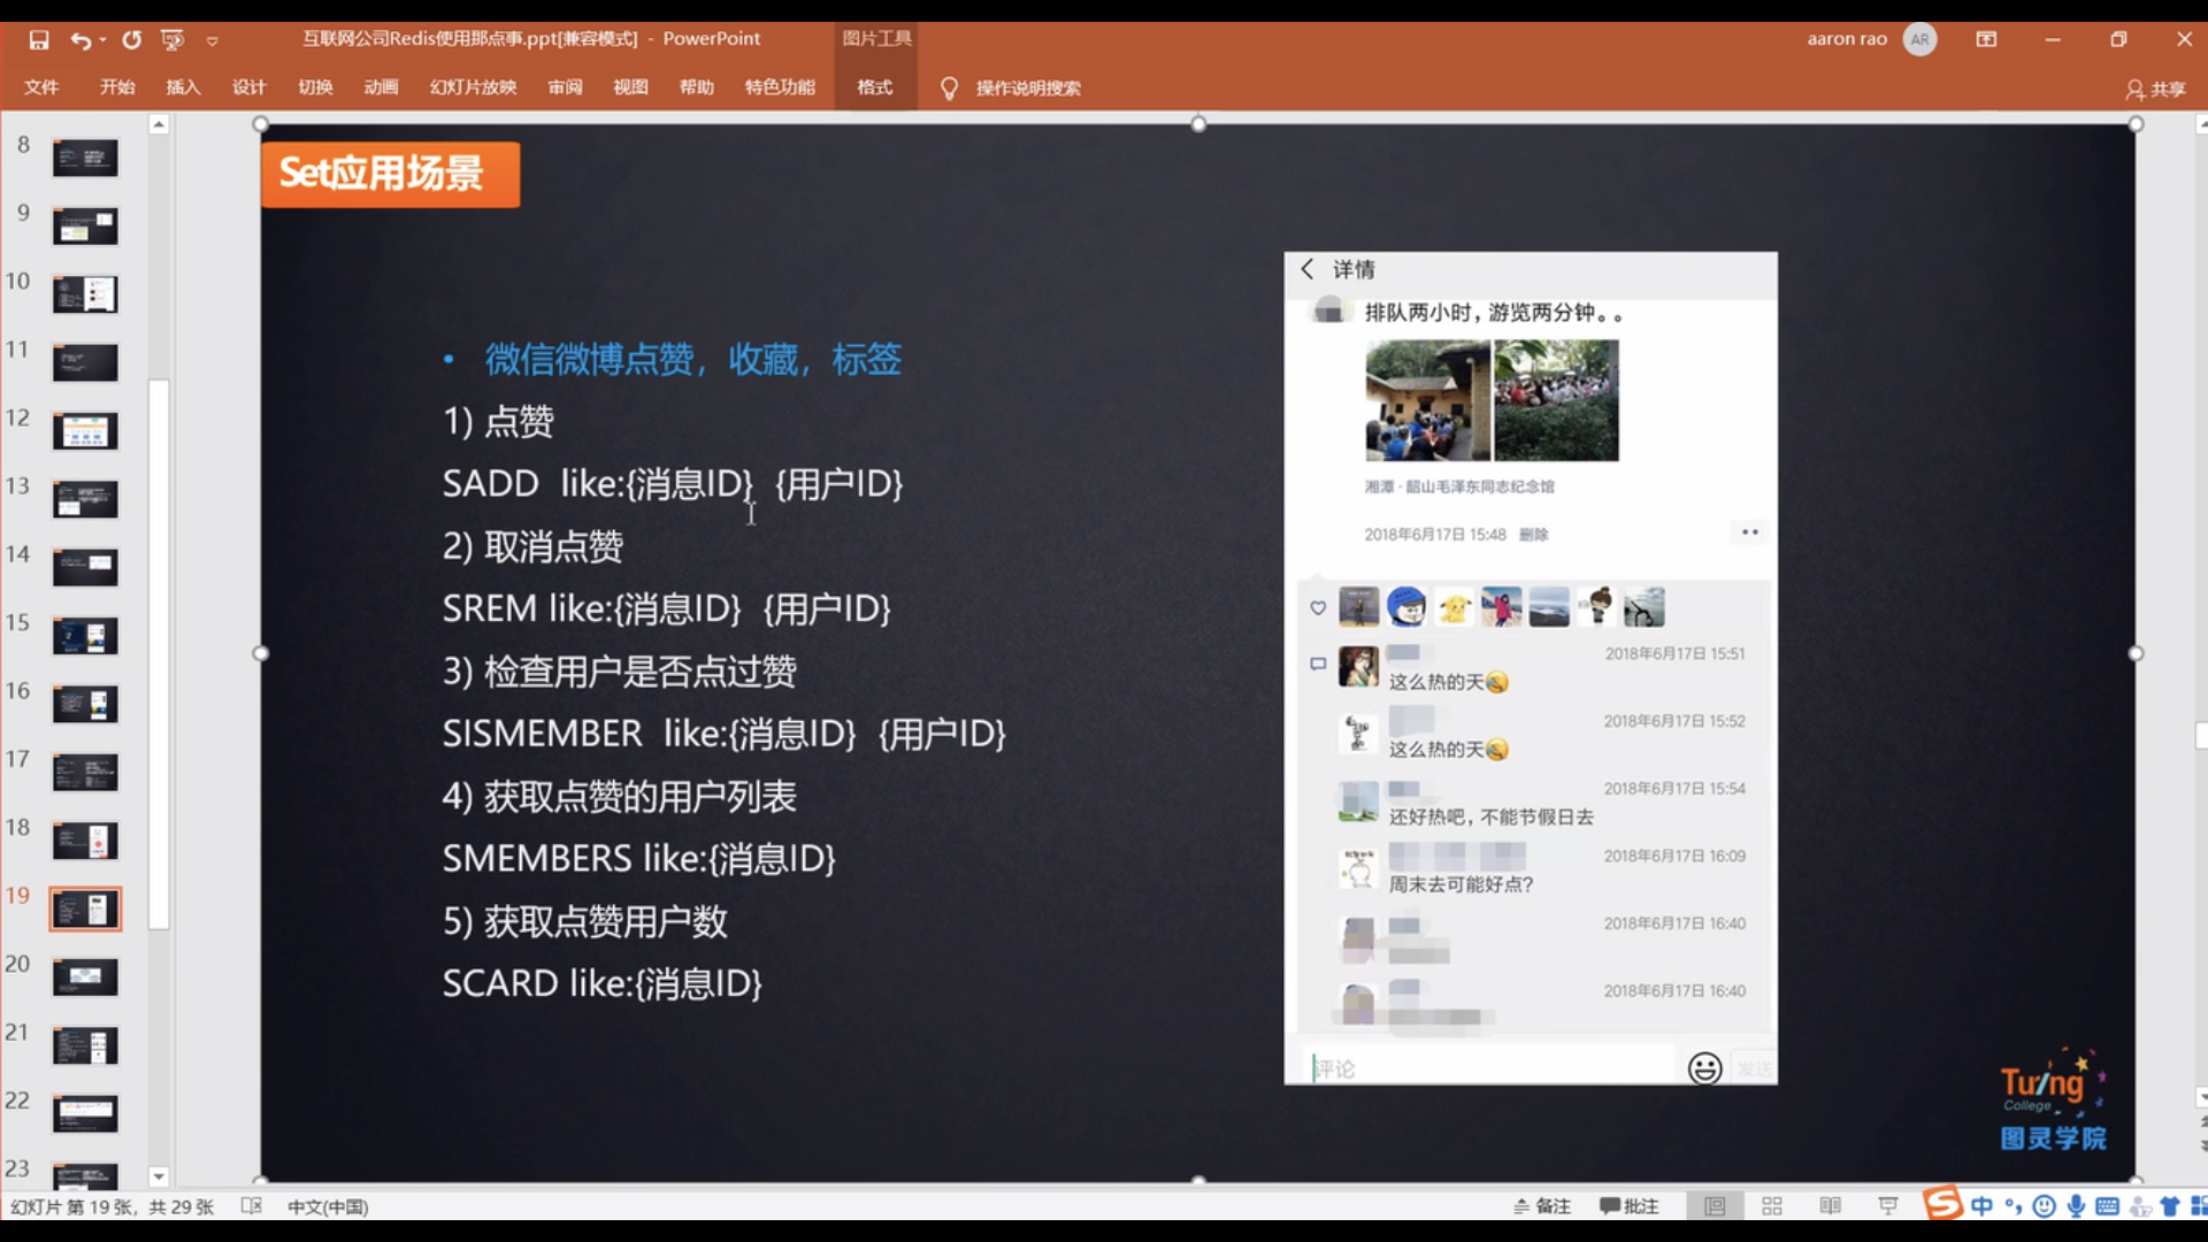 互联网公司Redis使用那点事.ppt[兼容模式] - PowerPoint
图片工具
aaron rao
AR
文件 开始 插入 设计 切换 动画 幻灯片放映 审阅 视图 帮助 特色功能 格式 操作说明搜索
共享
8
9
10
11
12
13
14
15
16
17
18
19
20
21
22
23
Set应用场景
• 微信微博点赞，收藏，标签
1) 点赞
SADD like:{消息ID} {用户ID}
2) 取消点赞
SREM like:{消息ID} {用户ID}
3) 检查用户是否点过赞
SISMEMBER like:{消息ID} {用户ID}
4) 获取点赞的用户列表
SMEMBERS like:{消息ID}
5) 获取点赞用户数
SCARD like:{消息ID}
详情
排队两小时，游览两分钟。。
湘潭 · 韶山毛泽东同志纪念馆
2018年6月17日 15:48 删除
2018年6月17日 15:51
这么热的天
2018年6月17日 15:52
这么热的天
2018年6月17日 15:54
还好热吧，不能节假日去
2018年6月17日 16:09
周末去可能好点?
2018年6月17日 16:40
2018年6月17日 16:40
评论
发送
Turing
College
图灵学院
幻灯片 第 19 张，共 29 张 中文(中国)
备注 批注
中